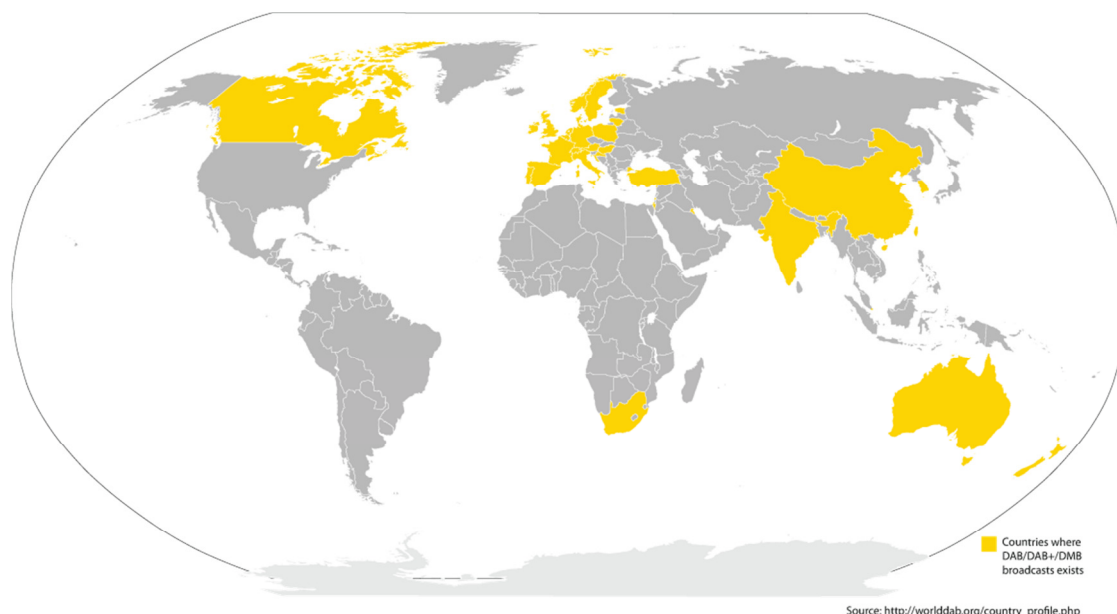 Countries where
DAB/DAB+/DMB
broadcasts exists
Source: http://worlddab.org/country_profile.php